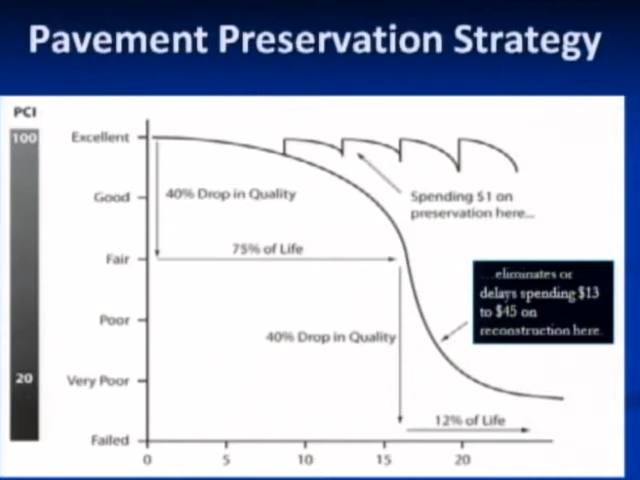 Pavement Preservation Strategy
PCI
100
20
Excellent
Good
Fair
Poor
Very Poor
Failed
40% Drop in Quality
75% of Life
Spending $1 on
preservation here...
...eliminates or
delays spending $13
to $45 on
reconstruction here.
40% Drop in Quality
12% of Life
0
5
10
15
20